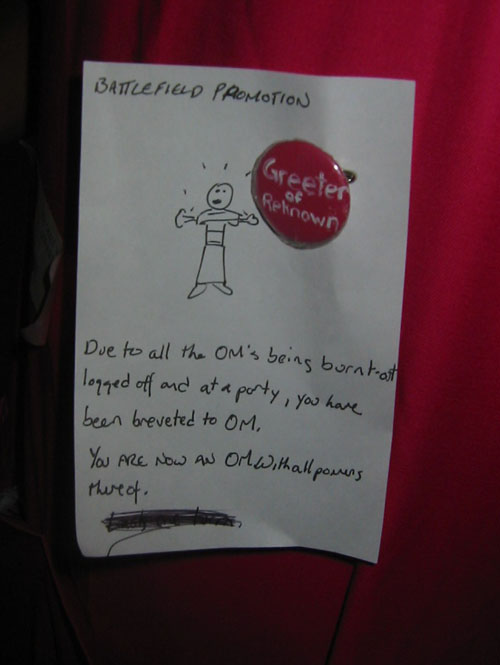 BATTLEFIELD PROMOTION
Greeter
of
Rehnown
Due to all the OM's being burnt-out
logged off and at a party, you have
been breveted to OM.
You ARE NOW AN OM with all powers
thereof.